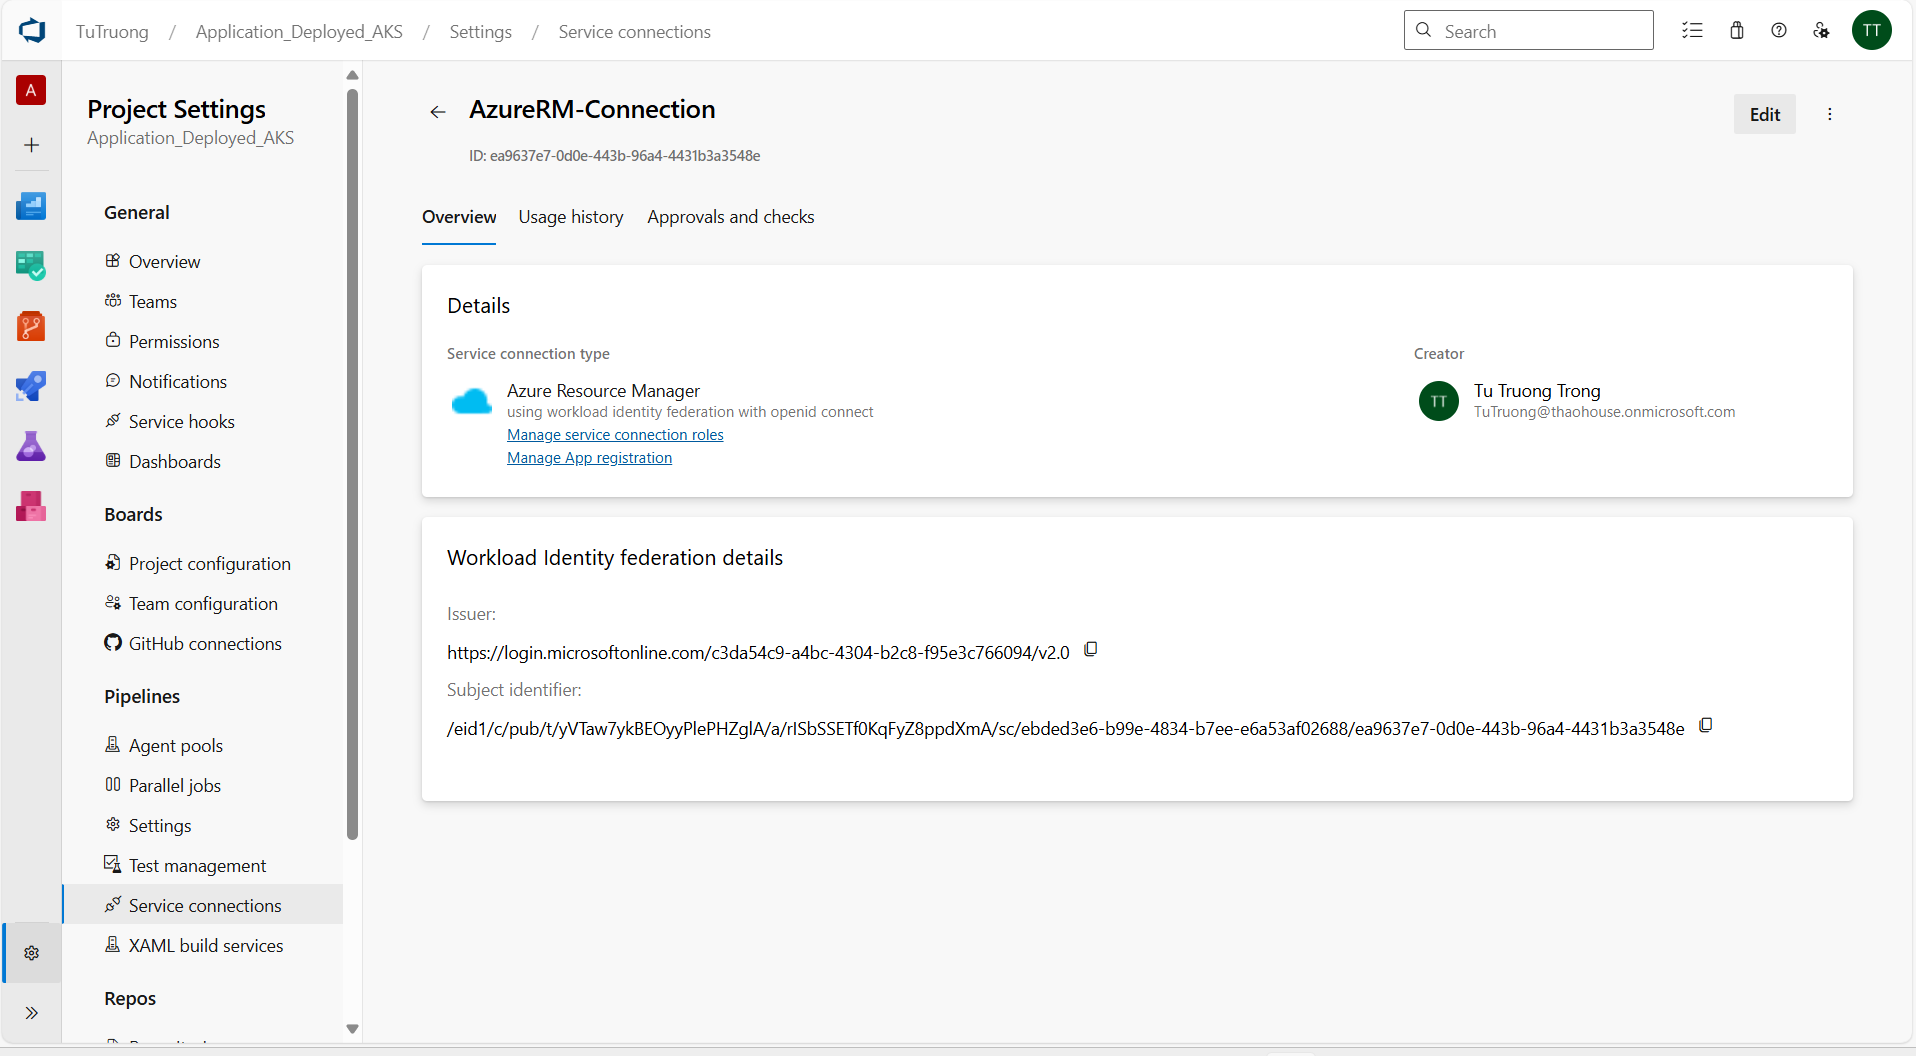 TuTruong / Application_Deployed_AKS / Settings / Service connections
Search
TT
A
Project Settings
Application_Deployed_AKS
General
Overview
Teams
Permissions
Notifications
Service hooks
Dashboards
Boards
Project configuration
Team configuration
GitHub connections
Pipelines
Agent pools
Parallel jobs
Settings
Test management
Service connections
XAML build services
Repos
AzureRM-Connection
Edit
ID: ea9637e7-0d0e-443b-96a4-4431b3a3548e
Overview Usage history Approvals and checks
Details
Service connection type
Azure Resource Manager
using workload identity federation with openid connect
Manage service connection roles
Manage App registration
Creator
TT
Tu Truong Trong
TuTruong@thaohouse.onmicrosoft.com
Workload Identity federation details
Issuer:
https://login.microsoftonline.com/c3da54c9-a4bc-4304-b2c8-f95e3c766094/v2.0
Subject identifier:
/eid1/c/pub/t/yVTaw7ykBEOyyPlePHZglA/a/rISbSSETf0KqFyZ8ppdXmA/sc/ebded3e6-b99e-4834-b7ee-e6a53af02688/ea9637e7-0d0e-443b-96a4-4431b3a3548e